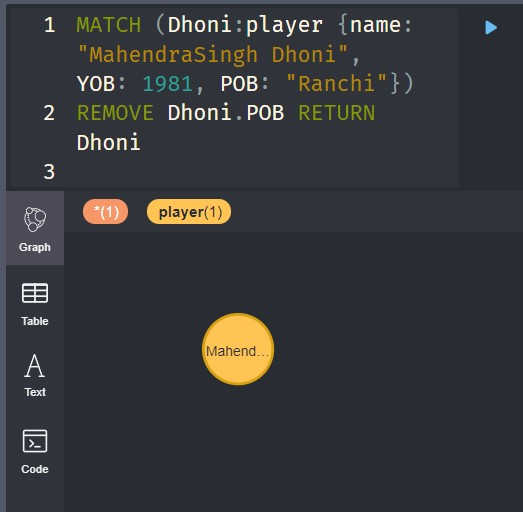 1 MATCH (Dhoni:player {name:
"MahendraSingh Dhoni",
YOB: 1981, POB: "Ranchi"})
2 REMOVE Dhoni.POB RETURN
Dhoni
3
*(1) player(1)
Graph
Table
A
Text
Code
Mahend...